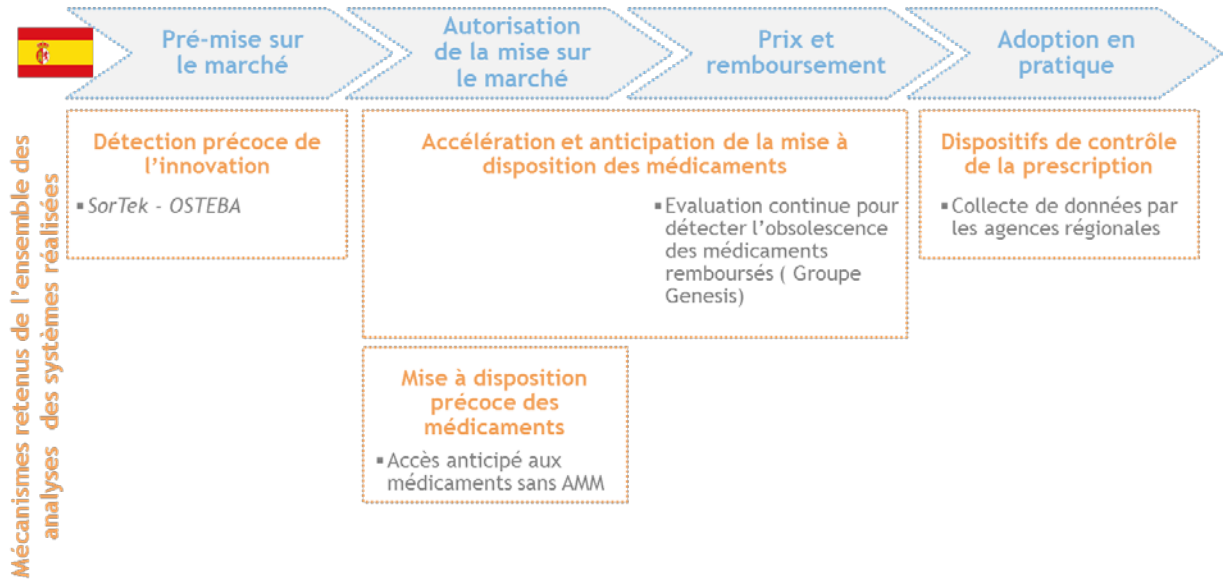 Pré-mise sur
le marché
Autorisation
de la mise sur
le marché
Prix et
remboursement
Adoption en
pratique
Mécanismes retenus de l'ensemble des
analyses des systèmes réalisées
Détection précoce de
l'innovation
▪ SorTek - OSTEBA
Accélération et anticipation de la mise à
disposition des médicaments
▪ Evaluation continue pour
détecter l'obsolescence
des médicaments
remboursés ( Groupe
Genesis)
Dispositifs de contrôle
de la prescription
▪ Collecte de données par
les agences régionales
Mise à disposition
précoce des
médicaments
▪ Accès anticipé aux
médicaments sans AMM